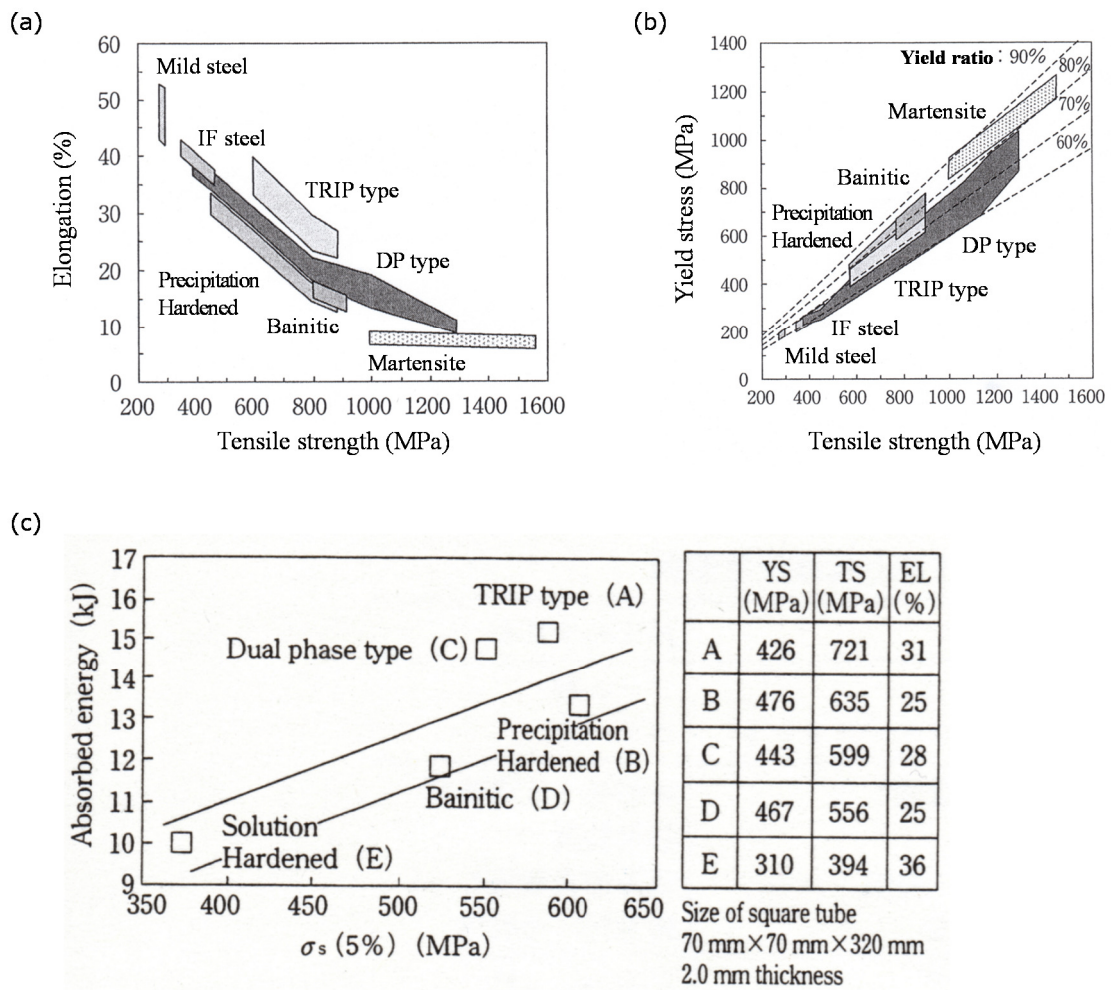 (a)
60
50
40
30
20
10
0
Elongation (%)
Mild steel
IF steel
TRIP type
DP type
Precipitation
Hardened
Bainitic
Martensite
200 400 600 800 1000 1200 1400 1600
Tensile strength (MPa)
(b)
1400
1200
1000
800
600
400
200
0
Yield stress (MPa)
Yield ratio : 90%
80%
70%
60%
Martensite
Bainitic
Precipitation
Hardened
DP type
TRIP type
IF steel
Mild steel
200 400 600 800 1000 1200 1400 1600
Tensile strength (MPa)
(c)
17
16
15
14
13
12
11
10
9
Absorbed energy (kJ)
TRIP type (A)
Dual phase type (C)
Precipitation
Hardened (B)
Bainitic (D)
Solution
Hardened (E)
350 400 450 500 550 600 650
σs (5%) (MPa)
YS TS EL
(MPa) (MPa) (%)
A 426 721 31
B 476 635 25
C 443 599 28
D 467 556 25
E 310 394 36
Size of square tube
70 mm×70 mm×320 mm
2.0 mm thickness